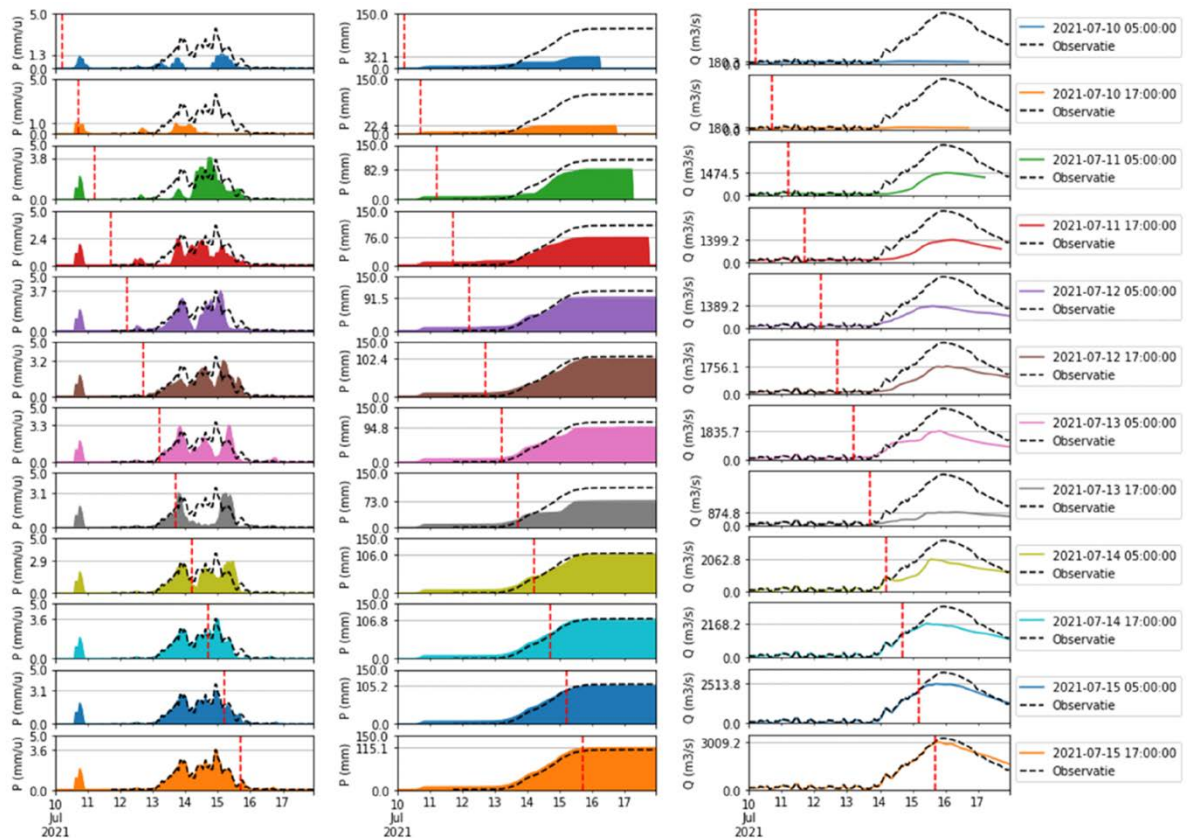 5.0 150.0
P (mm/u) 1.3 P (mm) 32.1 Q (m3/s) 180.3 2021-07-10 05:00:00
0.0 0.0 0.0 Observatie
5.0 150.0
P (mm/u) 1.0 P (mm) 22.4 Q (m3/s) 180.3 2021-07-10 17:00:00
0.0 0.0 0.0 Observatie
5.0 150.0
P (mm/u) 3.8 P (mm) 82.9 Q (m3/s) 1474.5 2021-07-11 05:00:00
0.0 0.0 0.0 Observatie
5.0 150.0
P (mm/u) 2.4 P (mm) 76.0 Q (m3/s) 1399.2 2021-07-11 17:00:00
0.0 0.0 0.0 Observatie
5.0 150.0
P (mm/u) 3.7 P (mm) 91.5 Q (m3/s) 1389.2 2021-07-12 05:00:00
0.0 0.0 0.0 Observatie
5.0 150.0
P (mm/u) 3.2 P (mm) 102.4 Q (m3/s) 1756.1 2021-07-12 17:00:00
0.0 0.0 0.0 Observatie
5.0 150.0
P (mm/u) 3.3 P (mm) 94.8 Q (m3/s) 1835.7 2021-07-13 05:00:00
0.0 0.0 0.0 Observatie
5.0 150.0
P (mm/u) 3.1 P (mm) 73.0 Q (m3/s) 874.8 2021-07-13 17:00:00
0.0 0.0 0.0 Observatie
5.0 150.0
P (mm/u) 2.9 P (mm) 106.0 Q (m3/s) 2062.8 2021-07-14 05:00:00
0.0 0.0 0.0 Observatie
5.0 150.0
P (mm/u) 3.6 P (mm) 106.8 Q (m3/s) 2168.2 2021-07-14 17:00:00
0.0 0.0 0.0 Observatie
5.0 150.0
P (mm/u) 3.1 P (mm) 105.2 Q (m3/s) 2513.8 2021-07-15 05:00:00
0.0 0.0 0.0 Observatie
5.0 150.0
P (mm/u) 3.6 P (mm) 115.1 Q (m3/s) 3009.2 2021-07-15 17:00:00
0.0 0.0 0.0 Observatie
10 11 12 13 14 15 16 17 10 11 12 13 14 15 16 17 10 11 12 13 14 15 16 17
Jul Jul Jul
2021 2021 2021